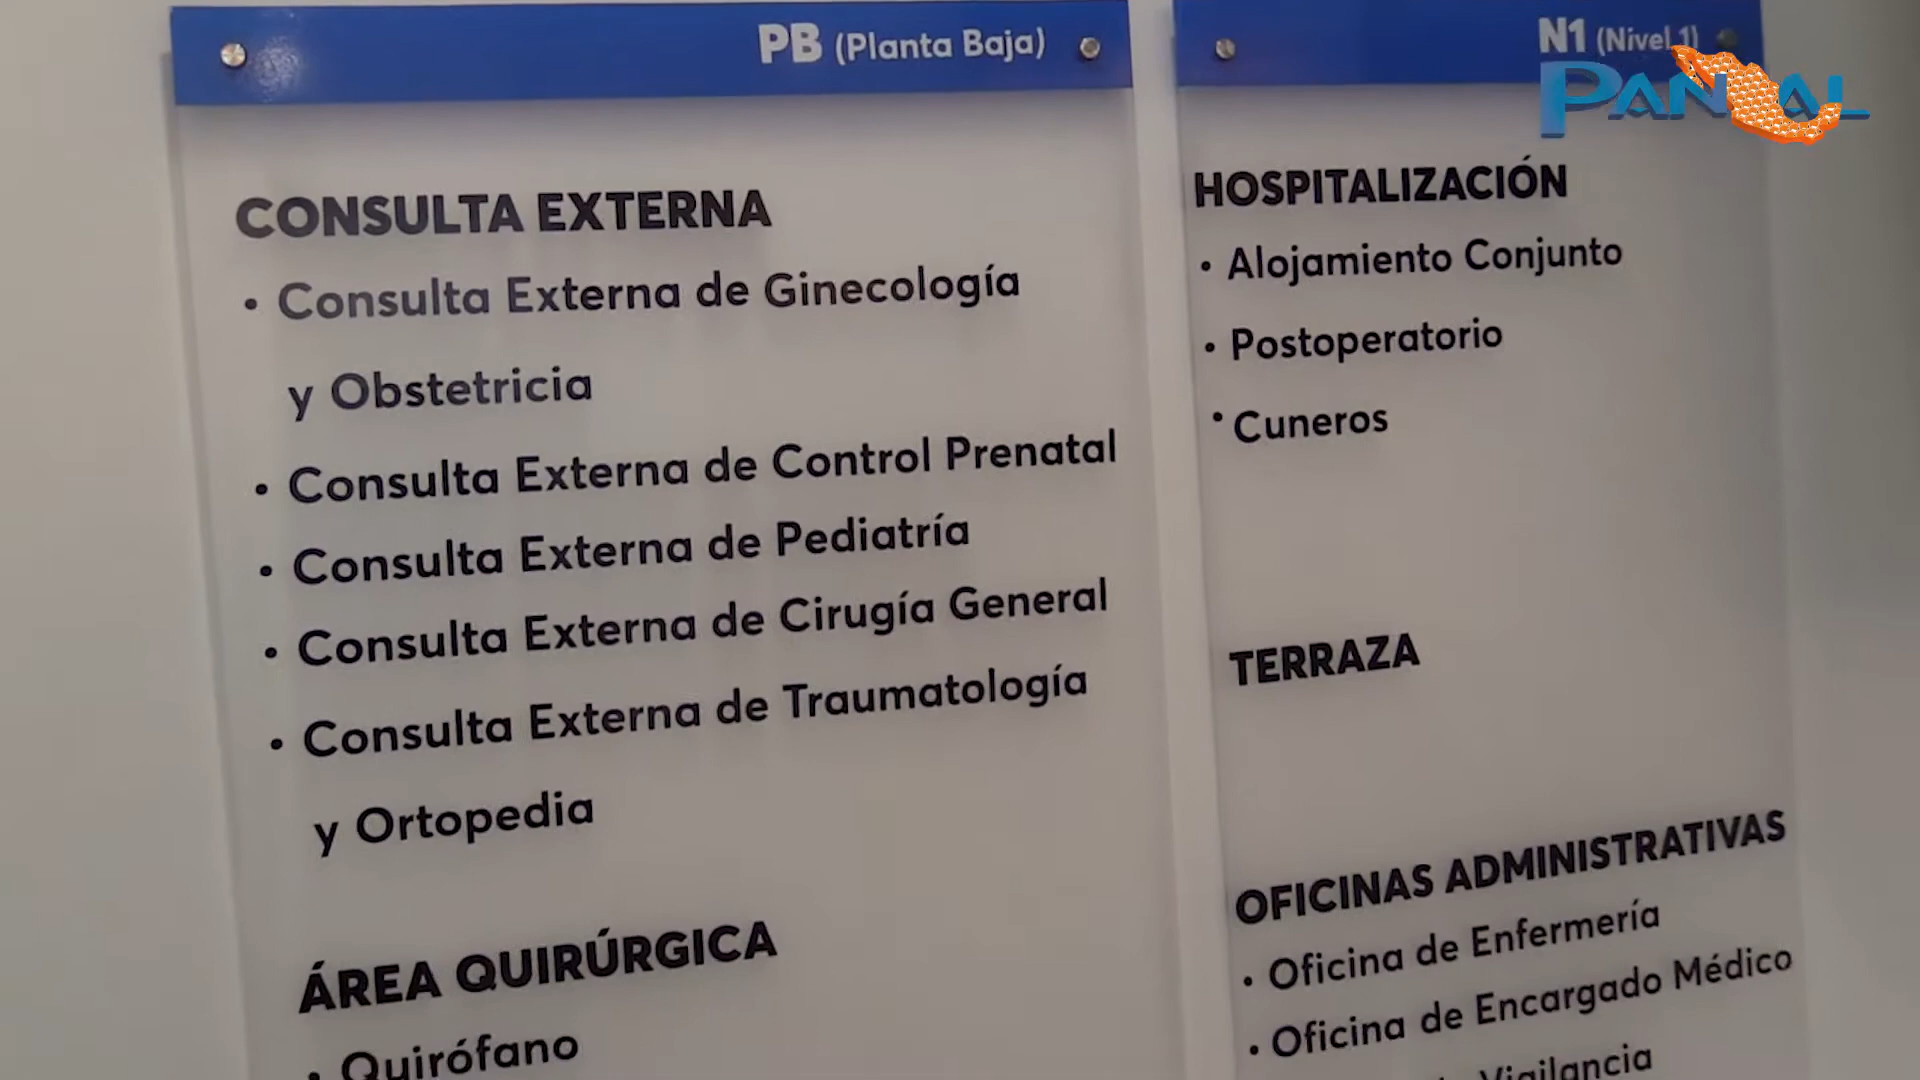 PB (Planta Baja)
CONSULTA EXTERNA
• Consulta Externa de Ginecología
y Obstetricia
• Consulta Externa de Control Prenatal
• Consulta Externa de Pediatría
• Consulta Externa de Cirugía General
• Consulta Externa de Traumatología
y Ortopedia
ÁREA QUIRÚRGICA
• Quirófano
N1 (Nivel 1)
PANAL
HOSPITALIZACIÓN
• Alojamiento Conjunto
• Postoperatorio
• Cuneros
TERRAZA
OFICINAS ADMINISTRATIVAS
• Oficina de Enfermería
• Oficina de Encargado Médico
Vigilancia